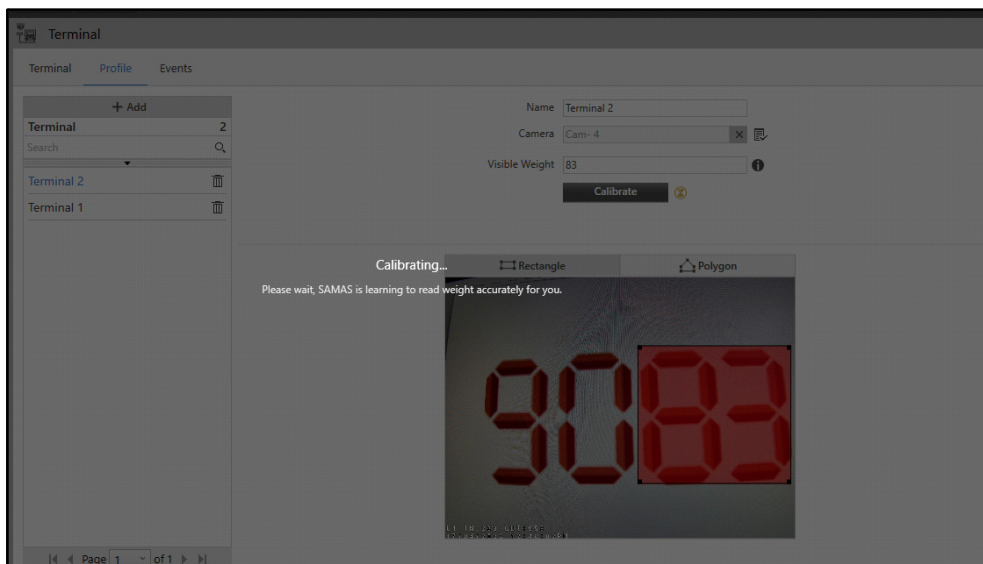 Terminal
Terminal Profile Events
+ Add
Terminal 2
Search
Terminal 2
Terminal 1
Name Terminal 2
Camera Cam- 4
Visible Weight 83
Calibrate
Calibrating...
Please wait, SAMAS is learning to read weight accurately for you.
Rectangle Polygon
9083
Page 1 of 1